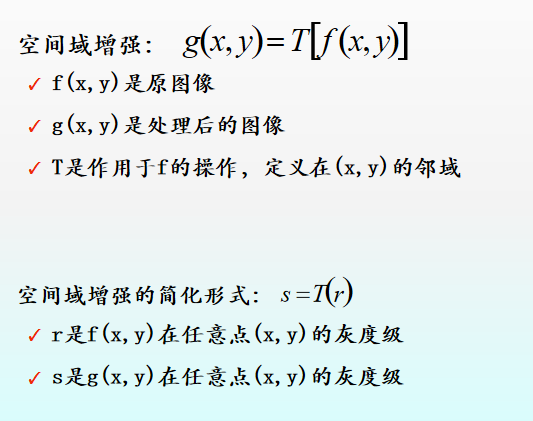 空间域增强： g(x,y)=T[f(x,y)]
✓ f(x,y)是原图像
✓ g(x,y)是处理后的图像
✓ T是作用于f的操作，定义在(x,y)的邻域
空间域增强的简化形式： s=T(r)
✓ r是f(x,y)在任意点(x,y)的灰度级
✓ s是g(x,y)在任意点(x,y)的灰度级